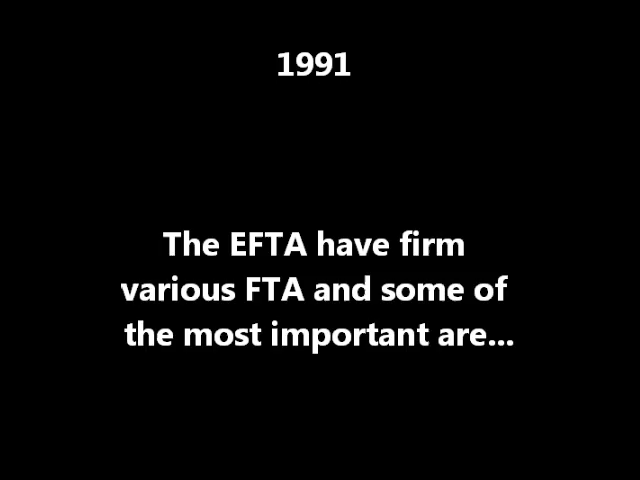 1991
The EFTA have firm
various FTA and some of
the most important are...